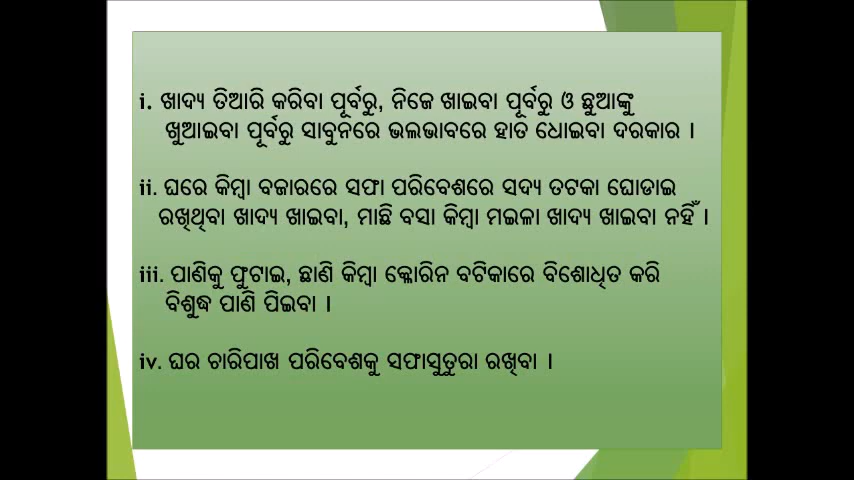 i. ଖାଦ୍ୟ ତିଆରି କରିବା ପୂର୍ବରୁ, ନିଜେ ଖାଇବା ପୂର୍ବରୁ ଓ ଛୁଆଙ୍କୁ
ଖୁଆଇବା ପୂର୍ବରୁ ସାବୁନରେ ଭଲଭାବରେ ହାତ ଧୋଇବା ଦରକାର ।
ii. ଘରେ କିମ୍ବା ବଜାରରେ ସଫା ପରିବେଶରେ ସଦ୍ୟ ତଟକା ଘୋଡାଇ
ରଖିଥିବା ଖାଦ୍ୟ ଖାଇବା, ମାଛି ବସା କିମ୍ବା ମଇଳା ଖାଦ୍ୟ ଖାଇବା ନହିଁ ।
iii. ପାଣିକୁ ଫୁଟାଇ, ଛାଣି କିମ୍ବା କ୍ଲୋରିନ ବଟିକାରେ ବିଶୋଧିତ କରି
ବିଶୁଦ୍ଧ ପାଣି ପିଇବା ।
iv. ଘର ଚାରିପାଖ ପରିବେଶକୁ ସଫାସୁତୁରା ରଖିବା ।